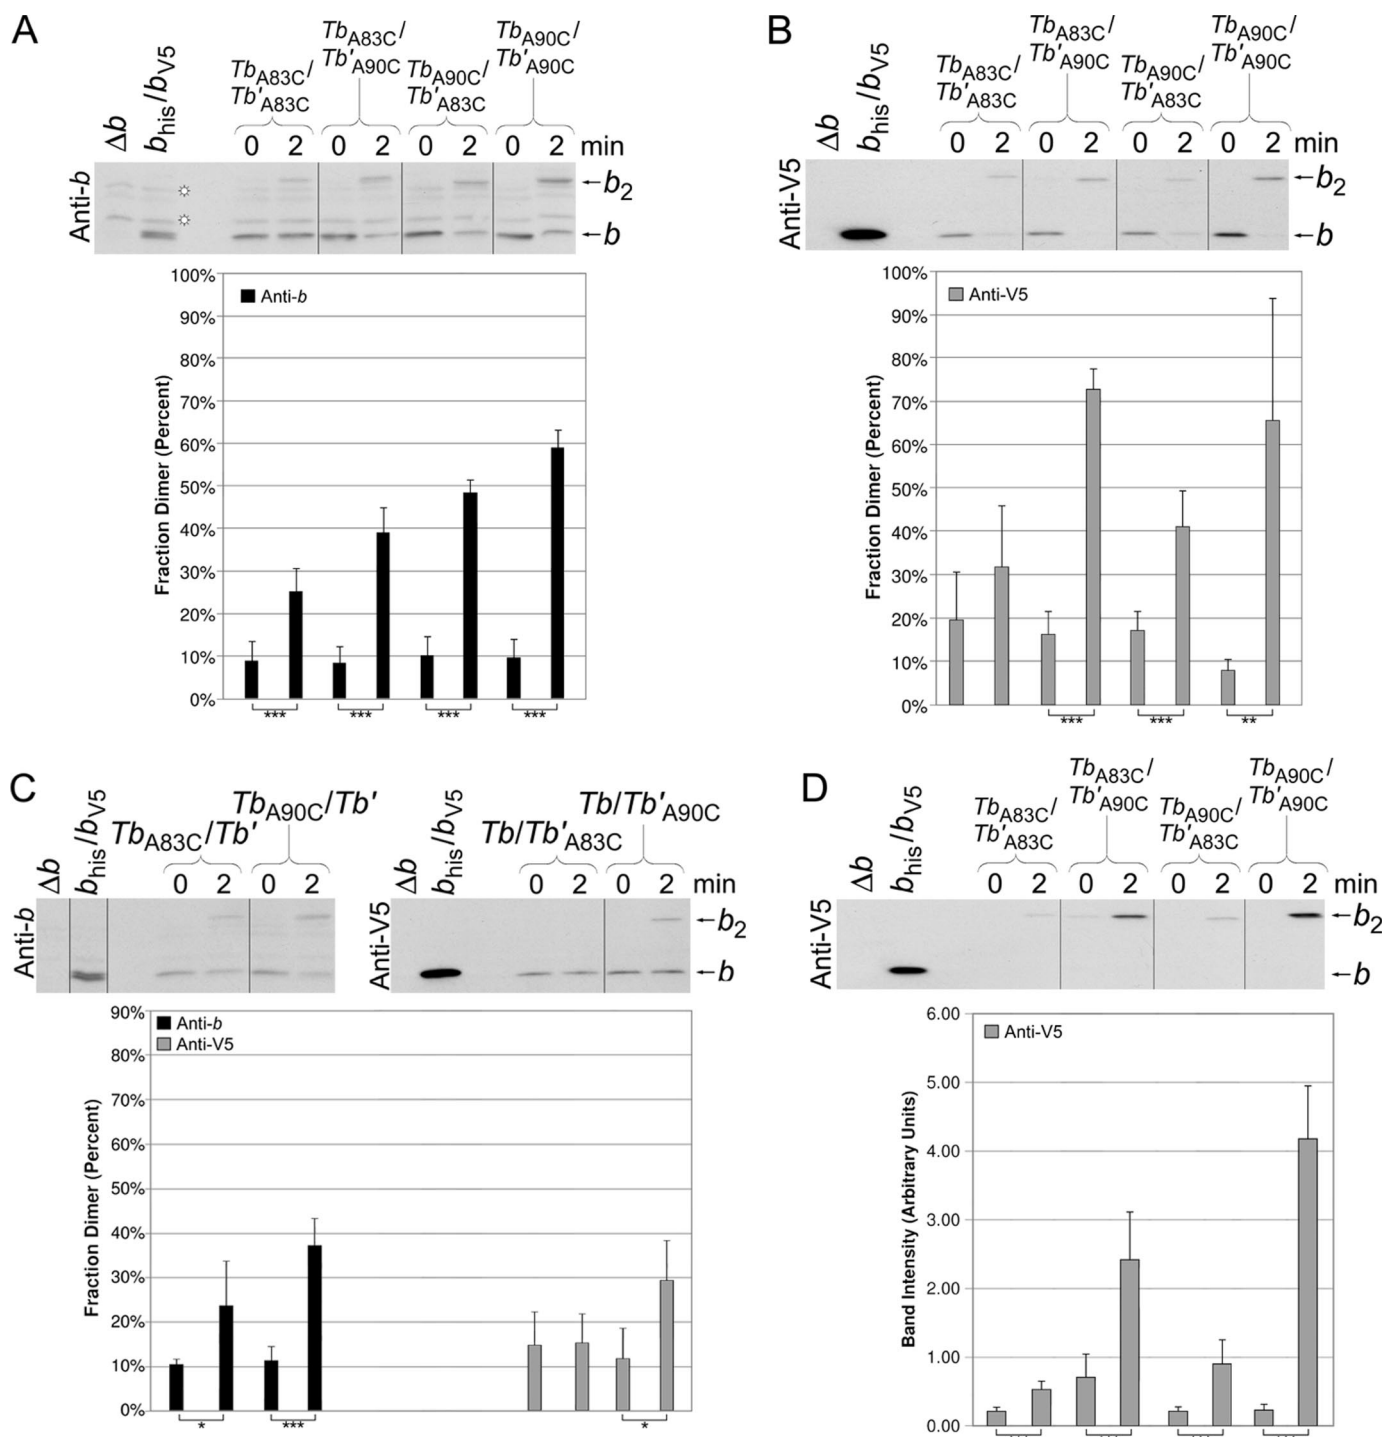 A
Δb
bhis/bV5
TbA83C/
Tb'A83C
TbA83C/
Tb'A90C
TbA90C/
Tb'A83C
TbA90C/
Tb'A90C
0 2 0 2 0 2 0 2 min
Anti-b
←b2
←b
Anti-b
100%
90%
80%
70%
60%
50%
40%
30%
20%
10%
0%
Fraction Dimer (Percent)
*** *** *** ***
B
Δb
bhis/bV5
TbA83C/
Tb'A83C
TbA83C/
Tb'A90C
TbA90C/
Tb'A83C
TbA90C/
Tb'A90C
0 2 0 2 0 2 0 2 min
Anti-V5
←b2
←b
Anti-V5
100%
90%
80%
70%
60%
50%
40%
30%
20%
10%
0%
Fraction Dimer (Percent)
*** *** **
C
Δb
bhis/bV5
TbA83C/Tb'
TbA90C/Tb'
0 2 0 2
Anti-b
Δb
bhis/bV5
Tb/Tb'A83C
Tb/Tb'A90C
0 2 0 2 min
Anti-V5
←b2
←b
Anti-b
Anti-V5
90%
80%
70%
60%
50%
40%
30%
20%
10%
0%
Fraction Dimer (Percent)
* *** *
D
Δb
bhis/bV5
TbA83C/
Tb'A83C
TbA83C/
Tb'A90C
TbA90C/
Tb'A83C
TbA90C/
Tb'A90C
0 2 0 2 0 2 0 2 min
Anti-V5
←b2
←b
Anti-V5
6.00
5.00
4.00
3.00
2.00
1.00
0.00
Band Intensity (Arbitrary Units)